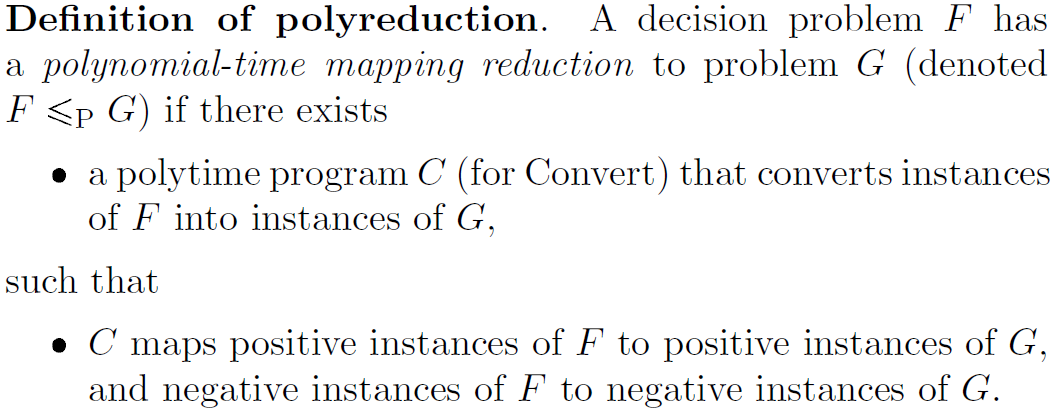 Definition of polyreduction. A decision problem F has
a polynomial-time mapping reduction to problem G (denoted
F ⩽P G) if there exists
• a polytime program C (for Convert) that converts instances
of F into instances of G,
such that
• C maps positive instances of F to positive instances of G,
and negative instances of F to negative instances of G.